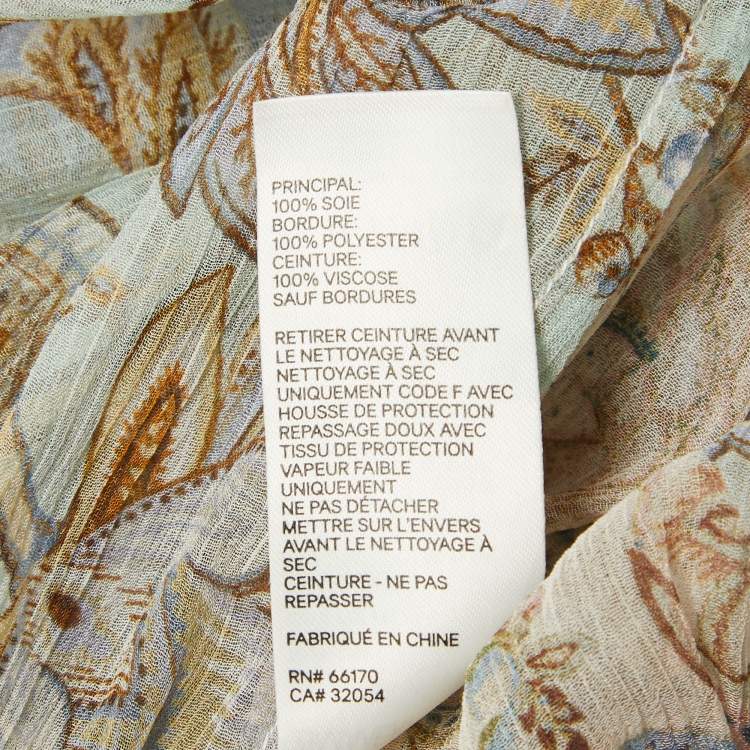 PRINCIPAL:
100% SOIE
BORDURE:
100% POLYESTER
CEINTURE:
100% VISCOSE
SAUF BORDURES
RETIRER CEINTURE AVANT
LE NETTOYAGE À SEC
NETTOYAGE À SEC
UNIQUEMENT CODE F AVEC
HOUSSE DE PROTECTION
REPASSAGE DOUX AVEC
TISSU DE PROTECTION
VAPEUR FAIBLE
UNIQUEMENT
NE PAS DÉTACHER
METTRE SUR L'ENVERS
AVANT LE NETTOYAGE À
SEC
CEINTURE - NE PAS
REPASSER
FABRIQUÉ EN CHINE
RN# 66170
CA# 32054